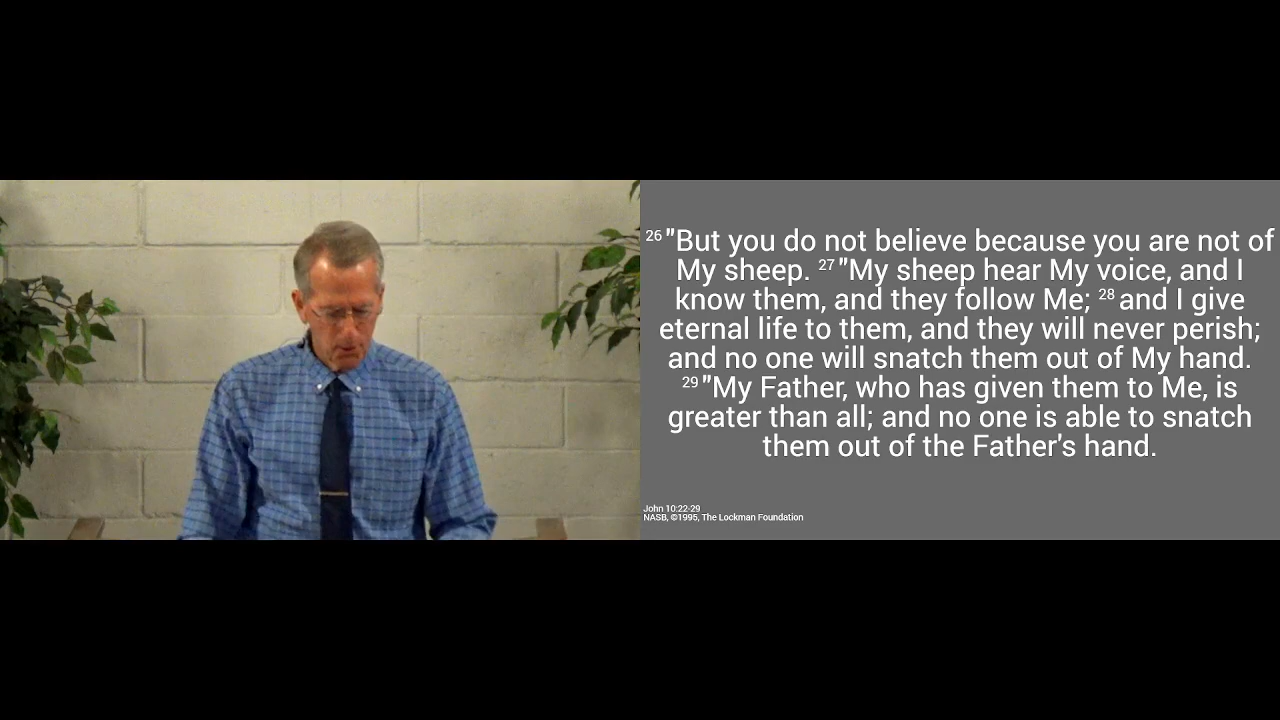 26 "But you do not believe because you are not of
My sheep. 27 "My sheep hear My voice, and I
know them, and they follow Me; 28 and I give
eternal life to them, and they will never perish;
and no one will snatch them out of My hand.
29 "My Father, who has given them to Me, is
greater than all; and no one is able to snatch
them out of the Father's hand.
John 10:22-29
NASB, ©1995, The Lockman Foundation